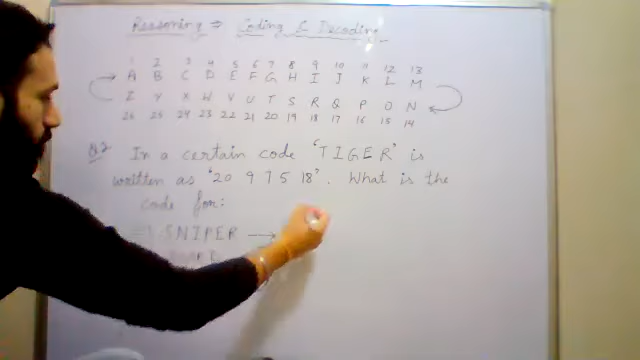 Reasoning → Coding & Decoding
1 2 3 4 5 6 7 8 9 10 11 12 13
A B C D E F G H I J K L M
Z Y X W V U T S R Q P O N
26 25 24 23 22 21 20 19 18 17 16 15 14
Q2 In a certain code 'TIGER' is
written as '20 9 7 5 18'. What is the
code for:
SNIPER →